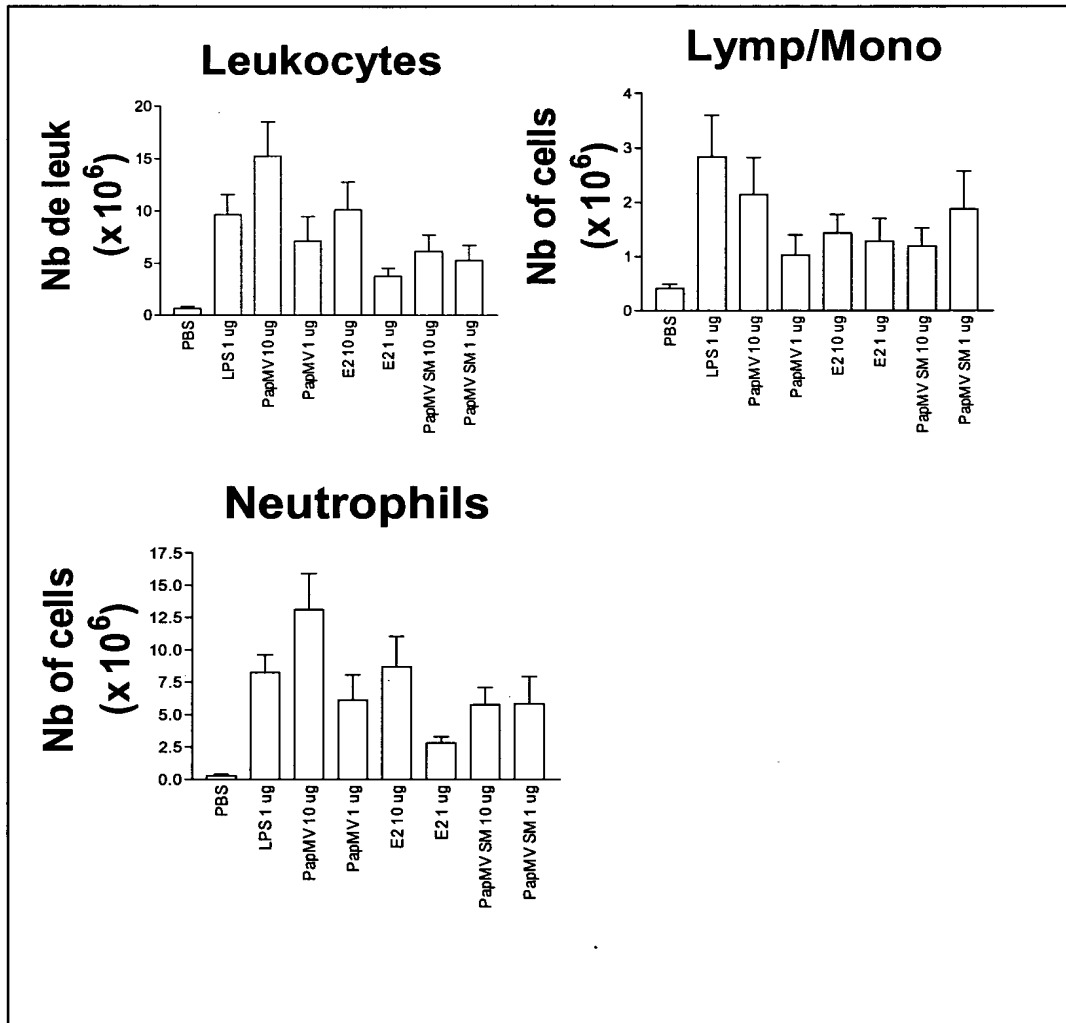 Leukocytes
Nb de leuk
(x 10⁶)
20
15
10
5
0
PBS
LPS 1 ug
PapMV 10 ug
PapMV 1 ug
E2 10 ug
E2 1 ug
PapMV SM 10 ug
PapMV SM 1 ug
Lymp/Mono
Nb of cells
(x 10⁶)
4
3
2
1
0
PBS
LPS 1 ug
PapMV 10 ug
PapMV 1 ug
E2 10 ug
E2 1 ug
PapMV SM 10 ug
PapMV SM 1 ug
Neutrophils
Nb of cells
(x 10⁶)
17.5
15.0
12.5
10.0
7.5
5.0
2.5
0.0
PBS
LPS 1 ug
PapMV 10 ug
PapMV 1 ug
E2 10 ug
E2 1 ug
PapMV SM 10 ug
PapMV SM 1 ug